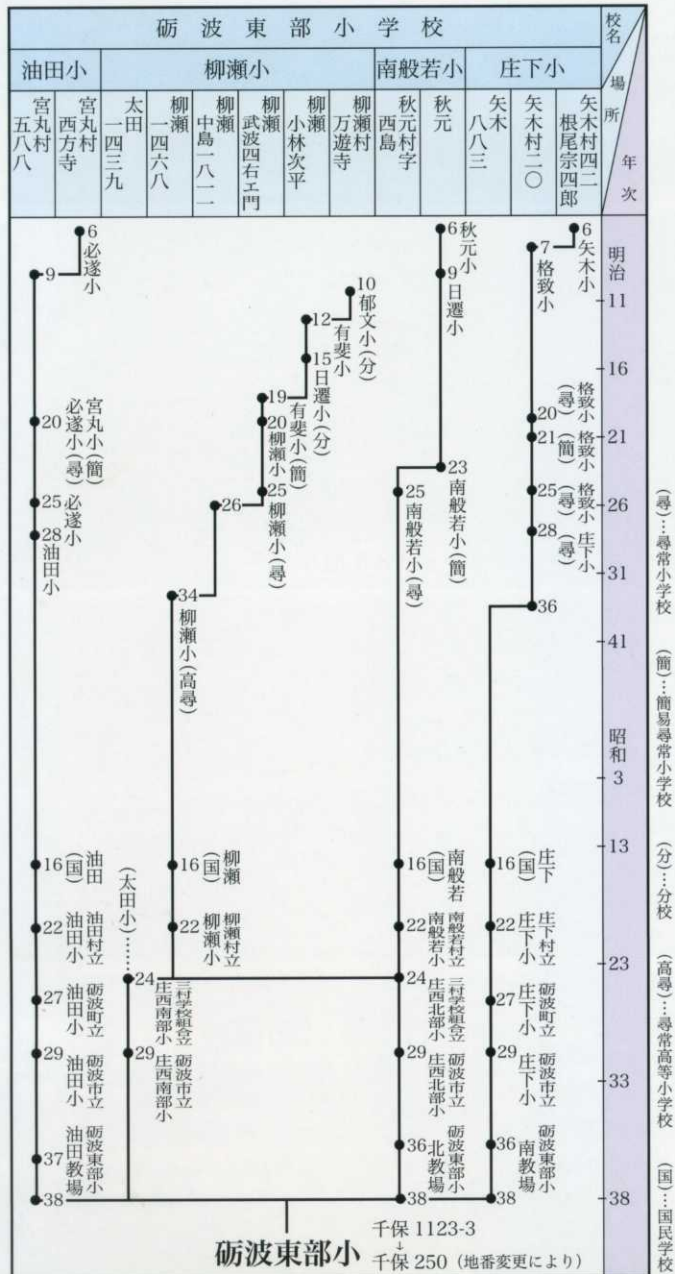 砺波東部小学校
校名
場所
年次
油田小
柳瀬小
南般若小
庄下小
矢木村四二
根尾宗四郎
矢木村二〇
矢木
八八三
秋元
秋元村字
西島
柳瀬村
万遊寺
柳瀬
小林次平
柳瀬
武波四右ェ門
柳瀬
中島一八一一
柳瀬
一四六八
太田
一四三九
宮丸村
西方寺
宮丸村
五八八
明治
11
16
21
26
31
41
昭和
3
13
23
33
38
6 矢木小
7 格致小
20 格致小(尋)
21 格致小(簡)
25 格致小(尋)
28 庄下小(尋)
36
16 庄下(国)
22 庄下村立庄下小
27 砺波町立庄下小
29 砺波市立庄下小
36 砺波東部小南教場
38
6 秋元小
9 日遷小
23 南般若小(簡)
25 南般若小(尋)
16 南般若(国)
22 南般若村立南般若小
24 三村学校組合立庄西北部小
29 砺波市立庄西北部小
36 砺波東部小北教場
38
10 郁文小(分)
有斐小
12
15 日遷小(分)
19 有斐小(簡)
20 柳瀬小
25 柳瀬小(尋)
26
34 柳瀬小(高尋)
16 柳瀬(国)
22 柳瀬村立柳瀬小
(太田小)……
24 三村学校組合立庄西南部小
29 砺波市立庄西南部小
6 必遂小
9
20 宮丸小(簡)
必遂小(尋)
25 必遂小
28 油田小
16 油田(国)
22 油田村立油田小
27 砺波町立油田小
29 砺波市立油田小
37 砺波東部小油田教場
38
砺波東部小
千保 1123-3
↓
千保 250 (地番変更により)
(尋)…尋常小学校
(簡)…簡易尋常小学校
(分)…分校
(高尋)…尋常高等小学校
(国)…国民学校